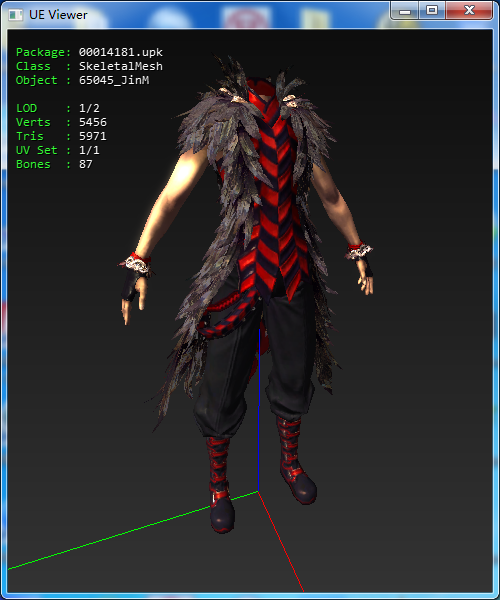 UE Viewer
Package: 00014181.upk
Class : SkeletalMesh
Object : 65045_JinM
LOD : 1/2
Verts : 5456
Tris : 5971
UV Set : 1/1
Bones : 87